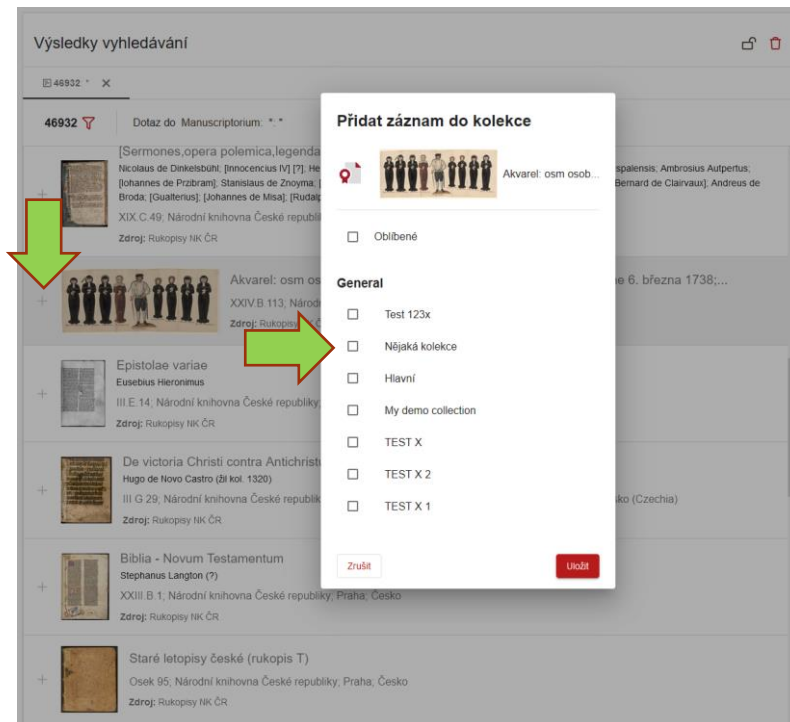 Výsledky vyhledávání
46932 * X
46932 Dotaz do Manuscriptorium: *: *
[Sermones,opera polemica,legenda
Nicolaus de Dinkelsbühl; [Innocencius IV] [?]; He
spalensis; Ambrosius Autpertus;
[Iohannes de Przibram]; Stanislaus de Znoyma; [
Bernard de Clairvaux]; Andreus de
Broda; [Gualterius]; [Johannes de Misa]; [Rudalp
XIX.C.49; Národní knihovna České republi
Zdroj: Rukopisy NK ČR
Akvarel: osm os
e 6. března 1738;...
XXIV.B.113; Národ
Zdroj: Rukopisy
Epistolae variae
Eusebius Hieronimus
III.E.14; Národní knihovna České republiky;
Zdroj: Rukopisy NK ČR
De victoria Christi contra Antichrist
Hugo de Novo Castro (žil kol. 1320)
III G 29; Národní knihovna České republik
ko (Czechia)
Zdroj: Rukopisy NK ČR
Biblia - Novum Testamentum
Stephanus Langton (?)
XXIII.B.1; Národní knihovna České republiky; Praha; Česko
Zdroj: Rukopisy NK ČR
Staré letopisy české (rukopis T)
Osek 95; Národní knihovna České republiky; Praha; Česko
Zdroj: Rukopisy NK ČR
Přidat záznam do kolekce
Akvarel: osm osob...
Oblíbené
General
Test 123x
Nějaká kolekce
Hlavní
My demo collection
TEST X
TEST X 2
TEST X 1
Zrušit
Uložit